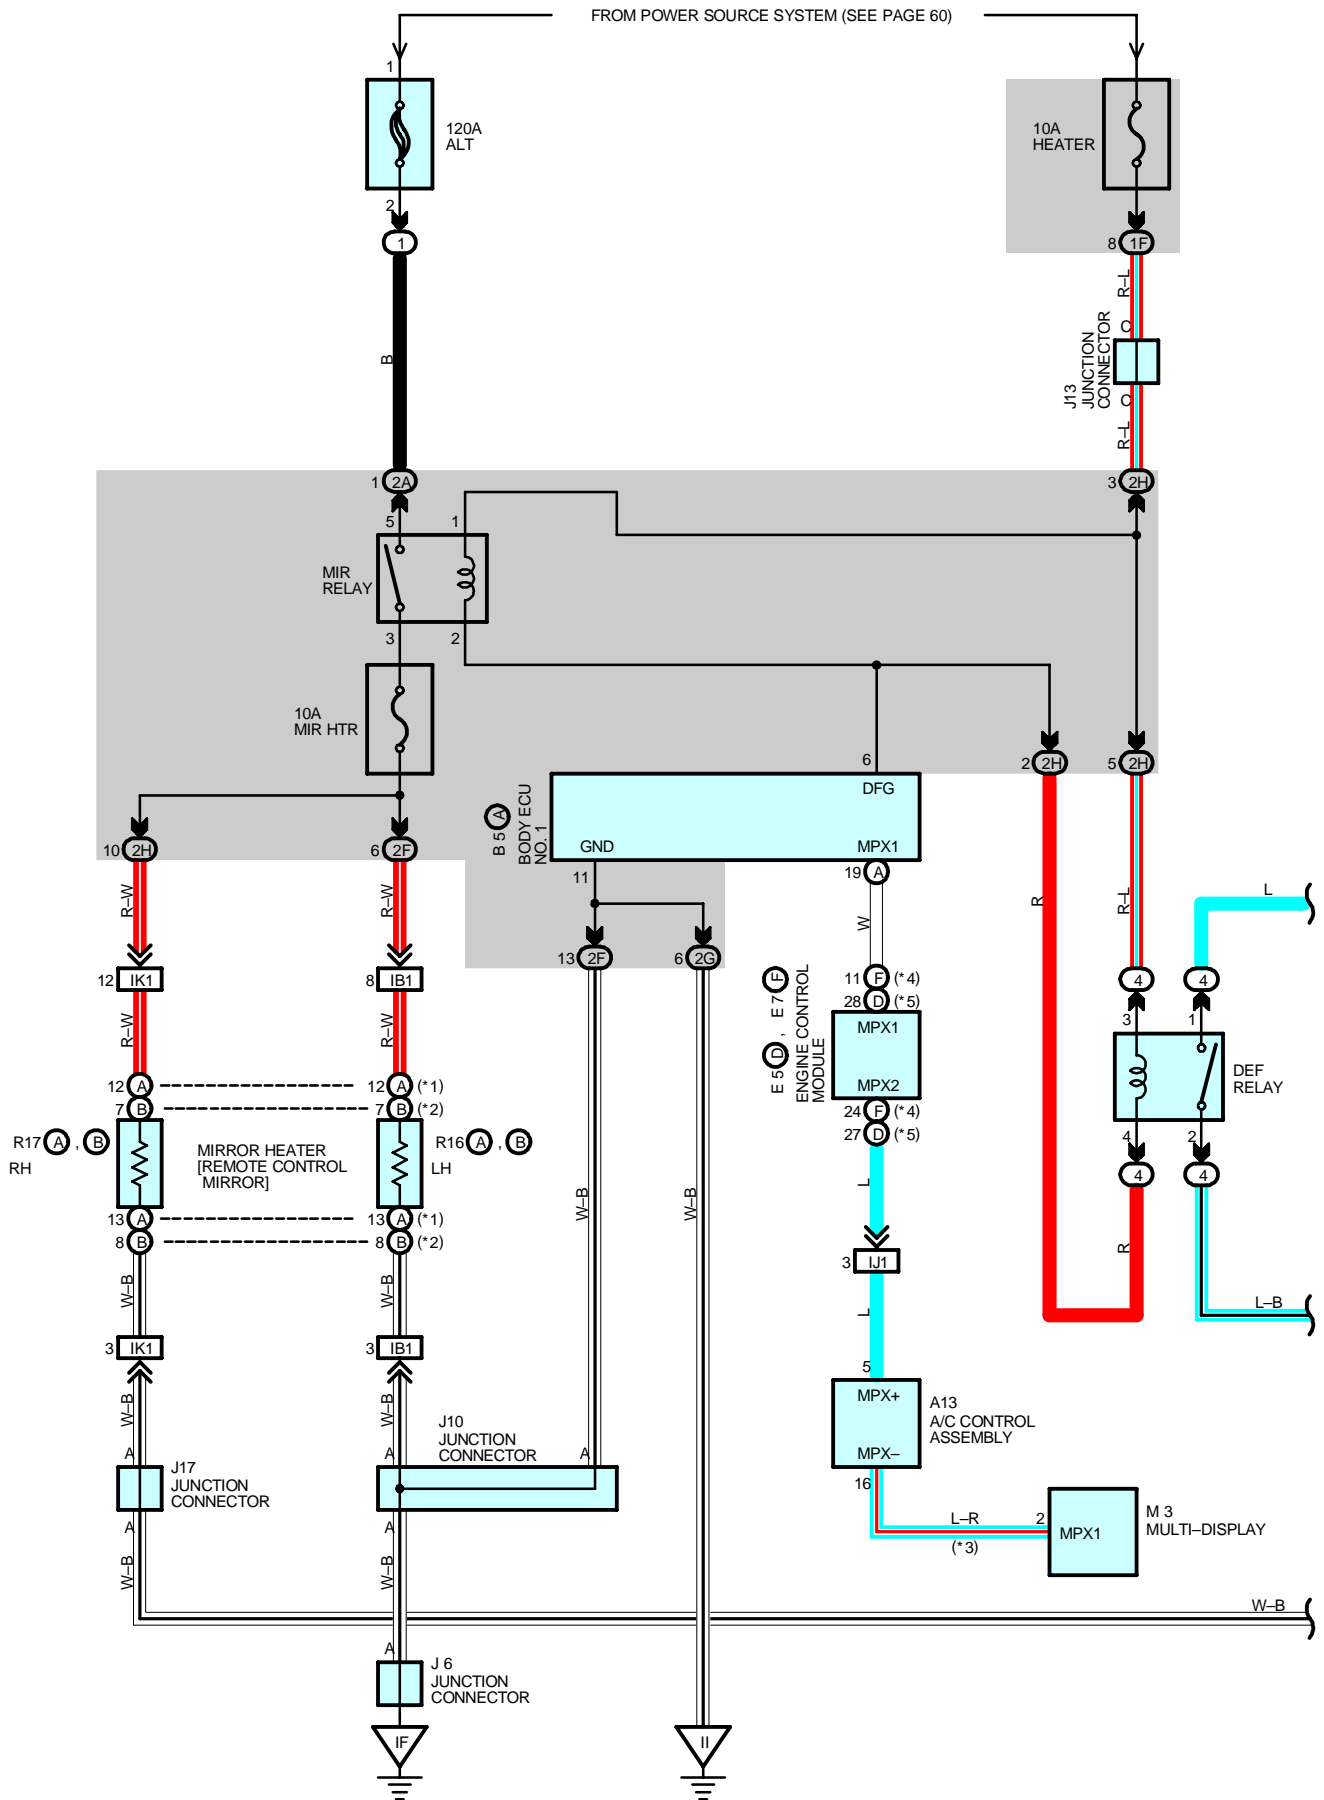 FROM POWER SOURCE SYSTEM (SEE PAGE 60)
1
120A
ALT
2
1
B
10A
HEATER
8 1F
R–L
C
J13
JUNCTION
CONNECTOR
C
R–L
1 2A
3 2H
5 1
MIR
RELAY
3 2
10A
MIR HTR
6
DFG
2 2H
5 2H
B 5 A
BODY ECU
NO. 1
GND
MPX1
10 2H
6 2F
11
19 A
R–W
R–W
W
R
R–L
L
13 2F
6 2G
12 IK1
8 IB1
11 F (*4)
28 D (*5)
4
4
E 5 D , E 7 F
ENGINE CONTROL
MODULE
MPX1
MPX2
R–W
R–W
3 1
DEF
RELAY
4 2
12 A
12 A (*1)
7 B
7 B (*2)
24 F (*4)
27 D (*5)
R17 A , B
RH
MIRROR HEATER
[REMOTE CONTROL
MIRROR]
R16 A , B
LH
4
4
13 A
13 A (*1)
8 B
8 B (*2)
W–B
W–B
W–B
W–B
L
R
3 IJ1
L–B
L
3 IK1
3 IB1
5
MPX+
A13
A/C CONTROL
ASSEMBLY
MPX–
16
W–B
W–B
A
A
A
J10
JUNCTION
CONNECTOR
J17
JUNCTION
CONNECTOR
L–R
(*3)
2
MPX1
M 3
MULTI–DISPLAY
A
A
W–B
W–B
W–B
A
J 6
JUNCTION
CONNECTOR
IF
II